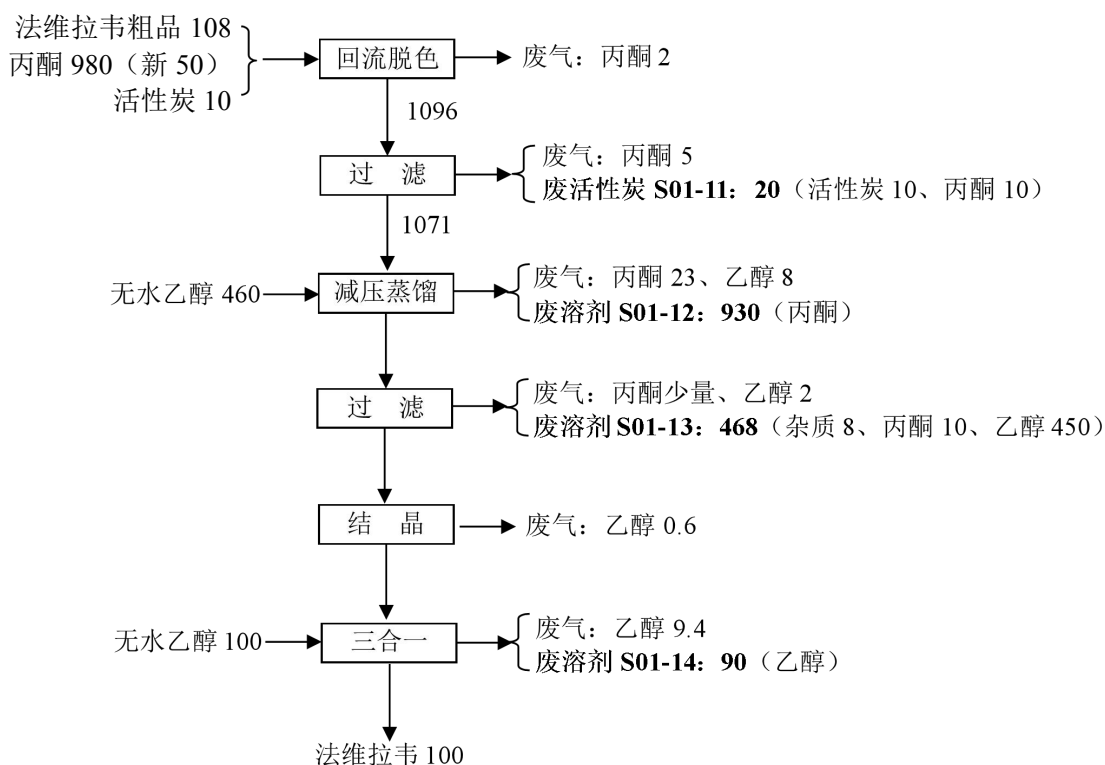 法维拉韦粗品 108
丙酮 980（新 50）
活性炭 10
回流脱色
废气：丙酮 2
1096
过 滤
废气：丙酮 5
废活性炭 S01-11：20（活性炭 10、丙酮 10）
1071
无水乙醇 460
减压蒸馏
废气：丙酮 23、乙醇 8
废溶剂 S01-12：930（丙酮）
过 滤
废气：丙酮少量、乙醇 2
废溶剂 S01-13：468（杂质 8、丙酮 10、乙醇 450）
结 晶
废气：乙醇 0.6
无水乙醇 100
三合一
废气：乙醇 9.4
废溶剂 S01-14：90（乙醇）
法维拉韦 100